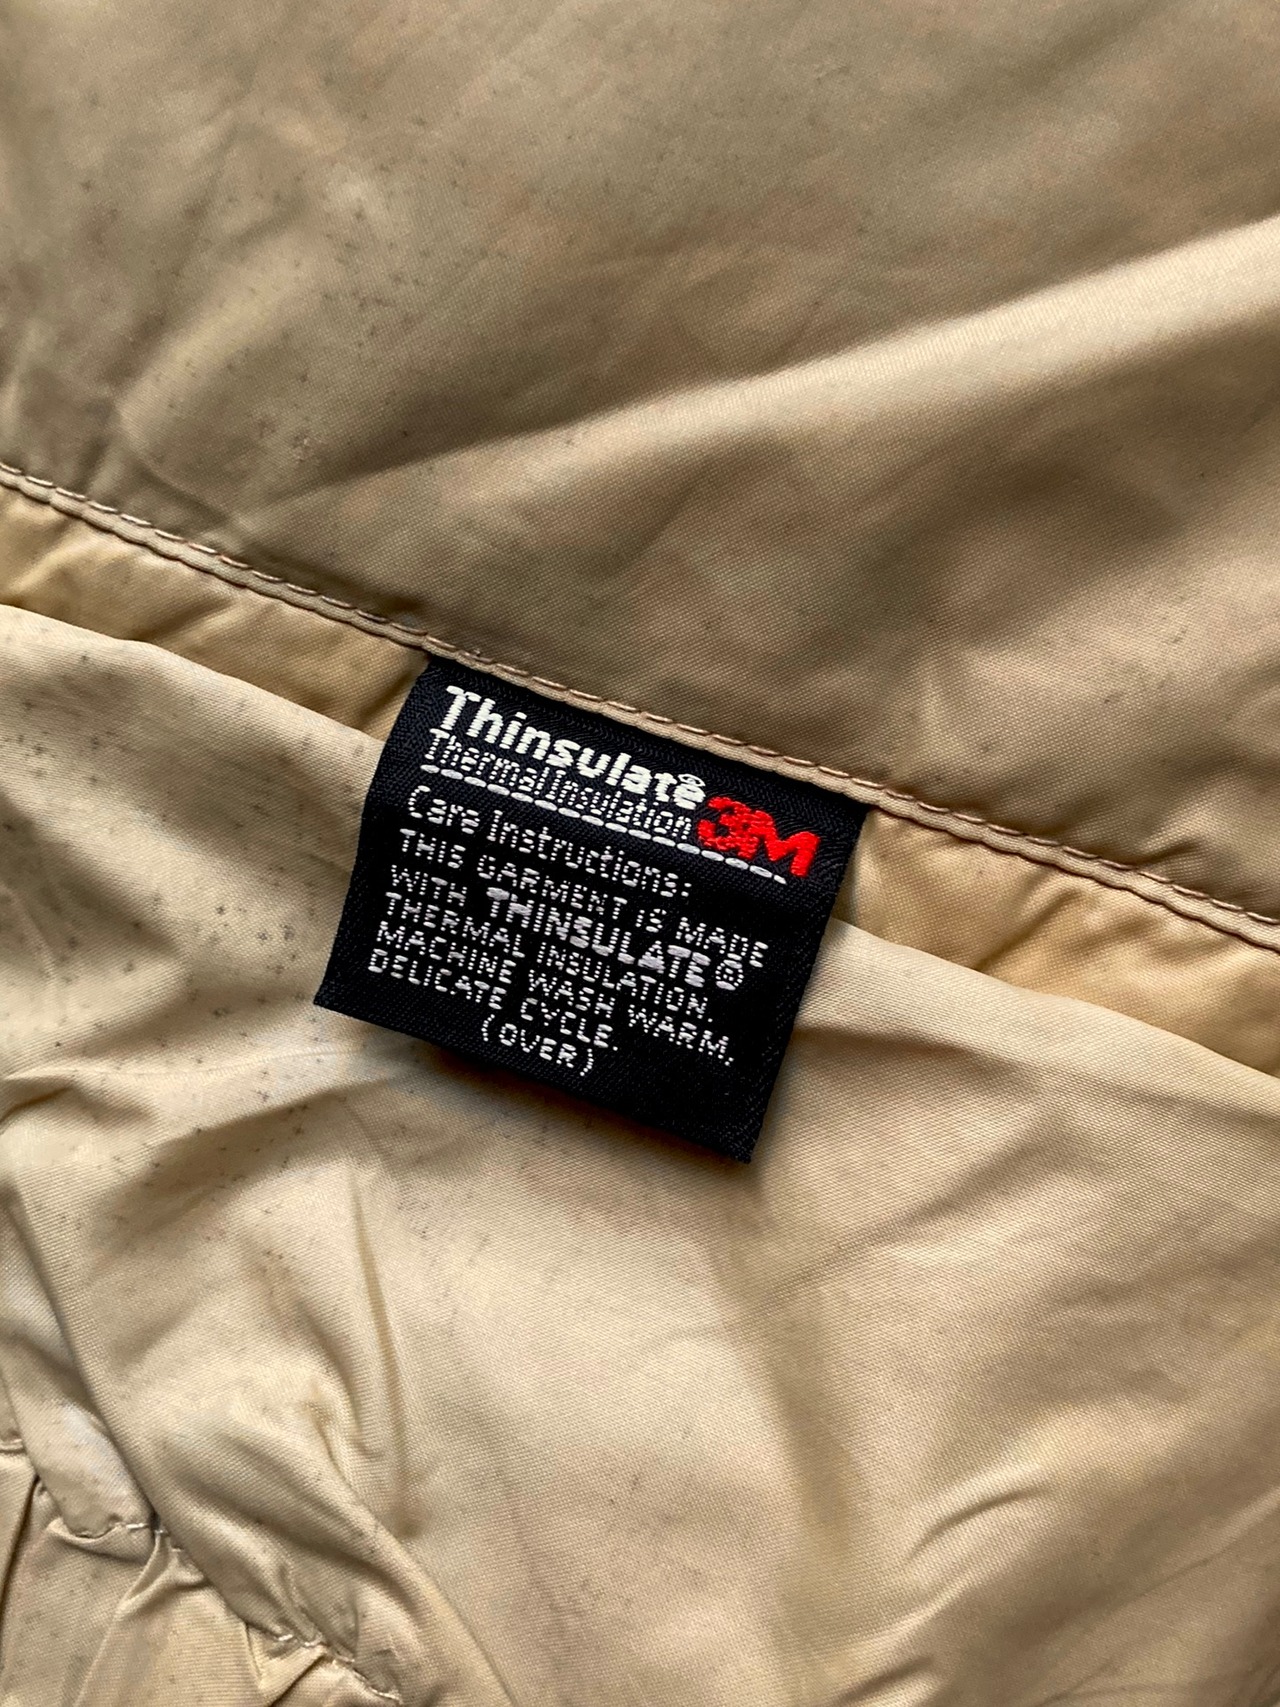 Thinsulate®
Thermal Insulation 3M
Care Instructions:
THIS GARMENT IS MADE
WITH THINSULATE®
THERMAL INSULATION.
MACHINE WASH WARM,
DELICATE CYCLE.
(OVER)